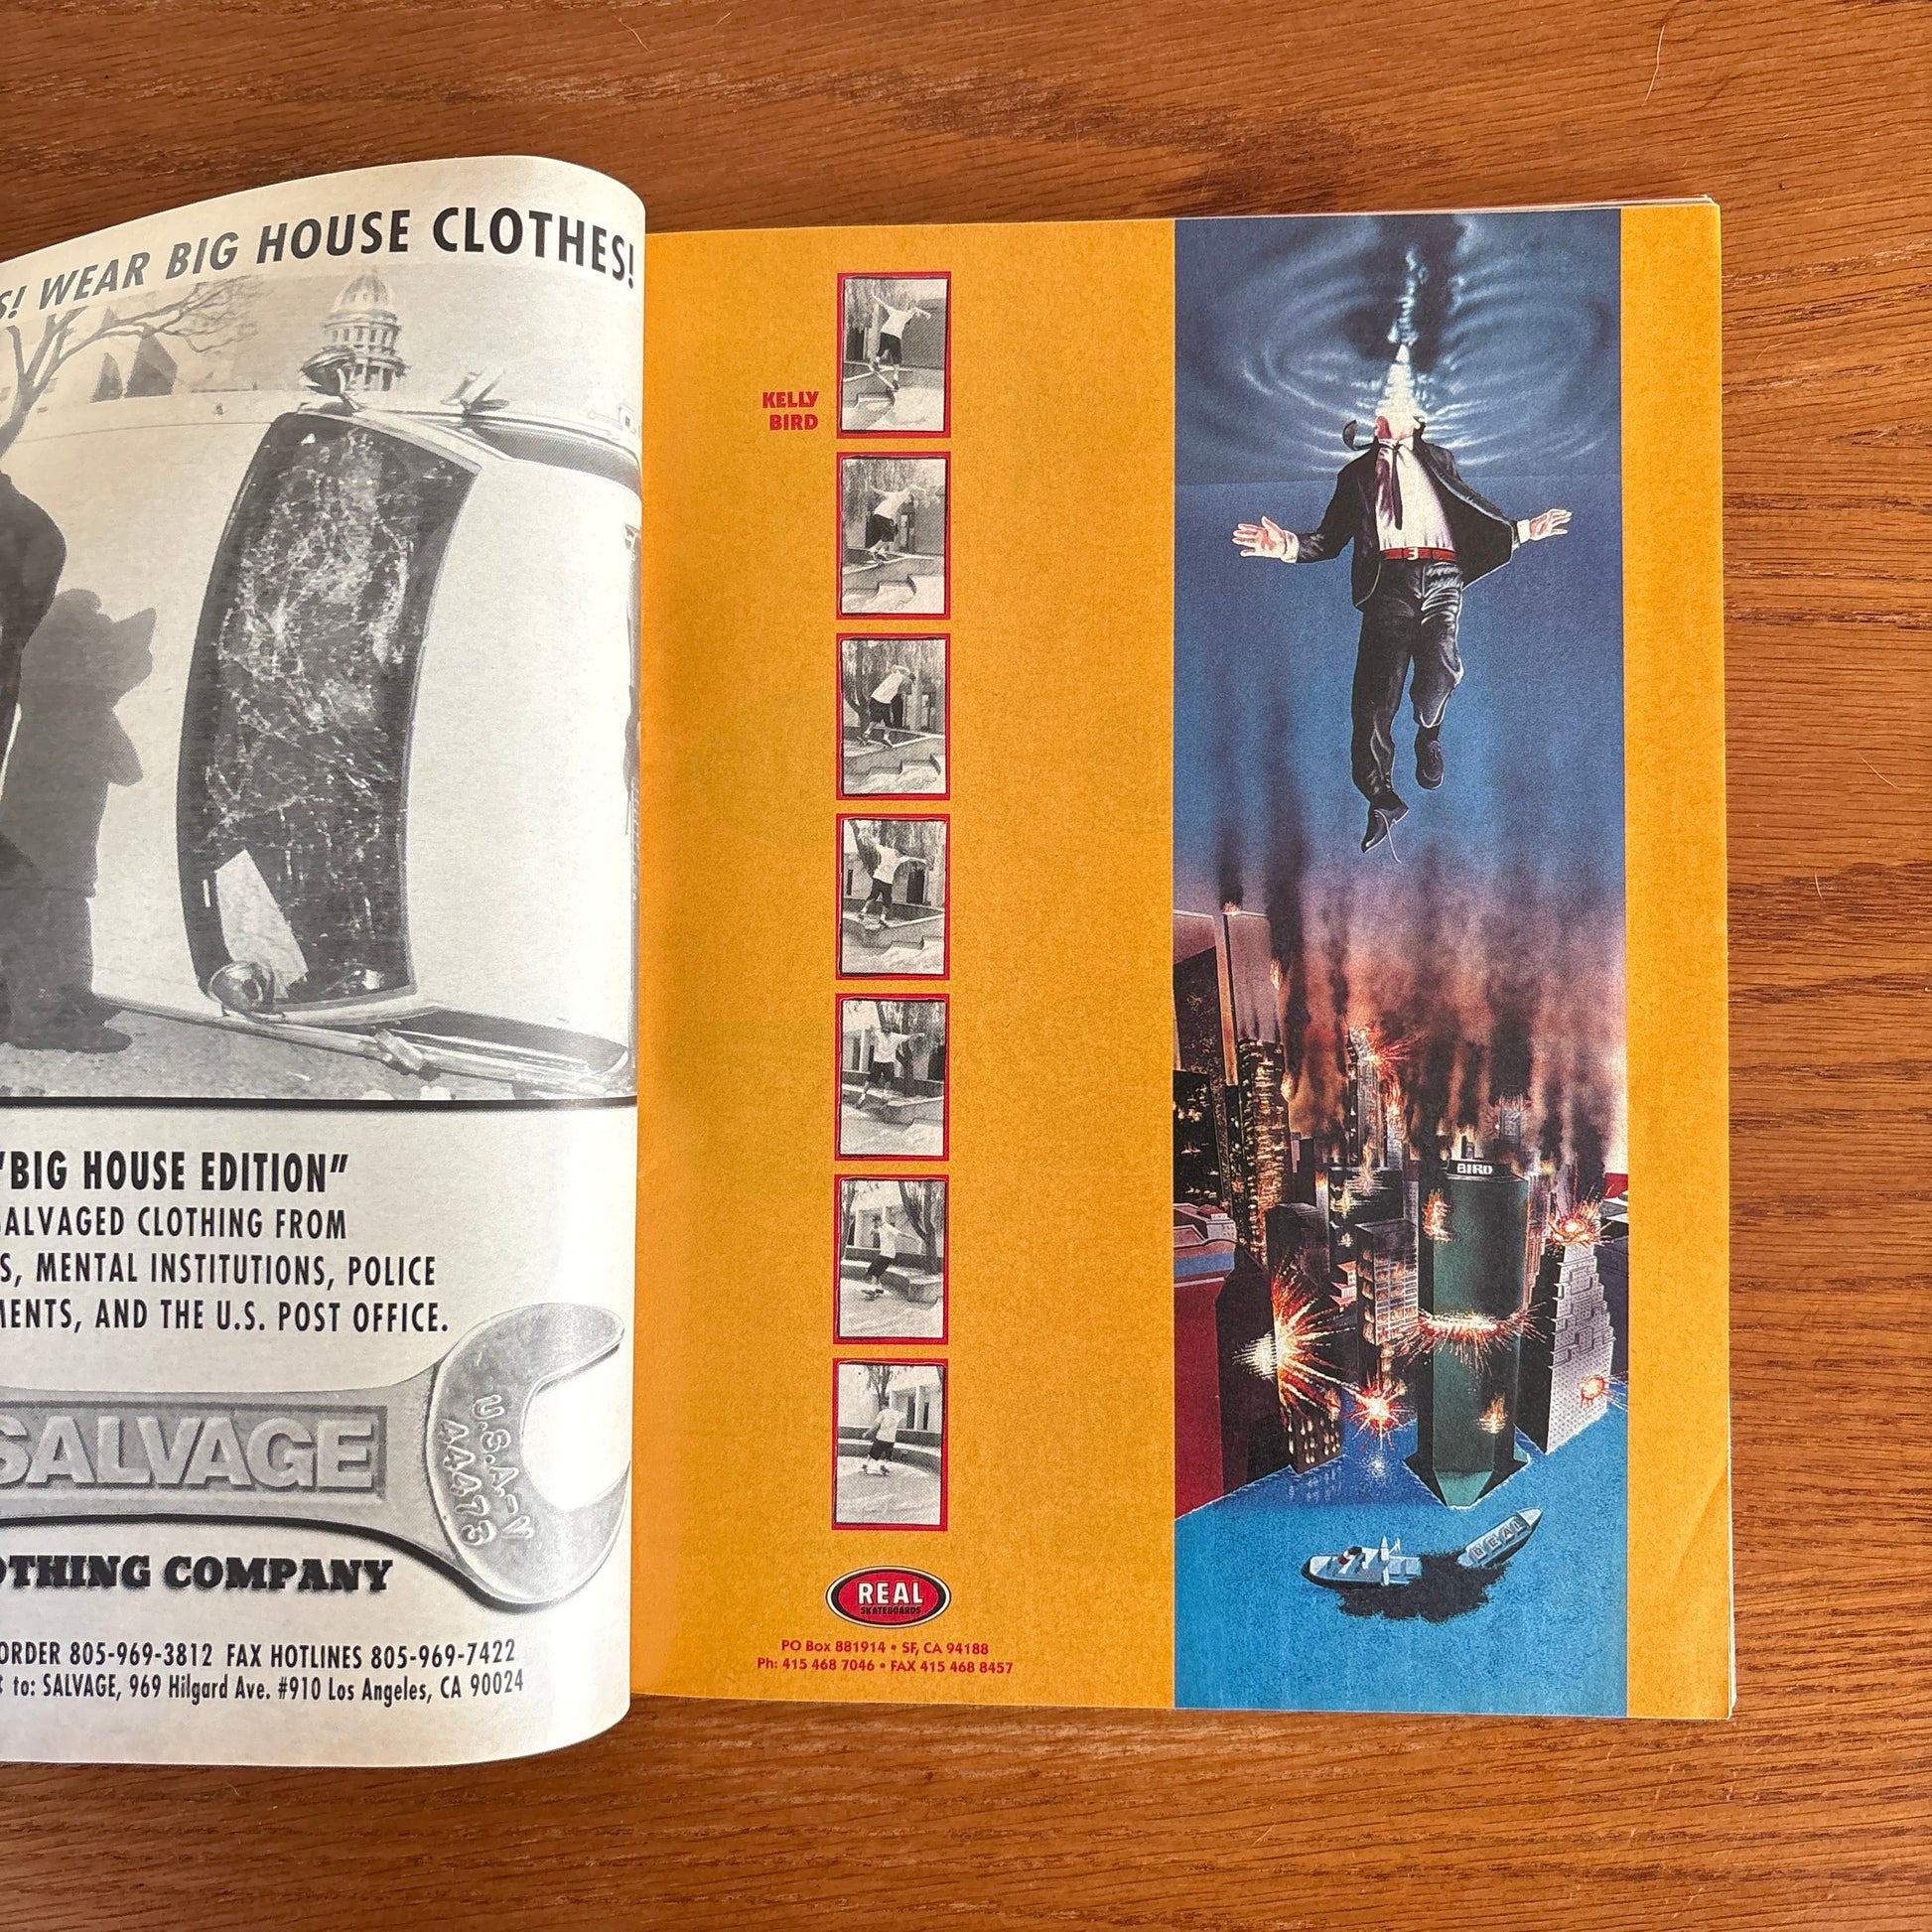 S! WEAR BIG HOUSE CLOTHES!
"BIG HOUSE EDITION"
SALVAGED CLOTHING FROM
S, MENTAL INSTITUTIONS, POLICE
MENTS, AND THE U.S. POST OFFICE.
SALVAGE
U.S.A.-V
AAA73
OTHING COMPANY
ORDER 805-969-3812 FAX HOTLINES 805-969-7422
to: SALVAGE, 969 Hilgard Ave. #910 Los Angeles, CA 90024
KELLY
BIRD
REAL
SKATEBOARDS
PO Box 881914 • SF, CA 94188
Ph: 415 468 7046 • FAX 415 468 8457
BIRD
REAL